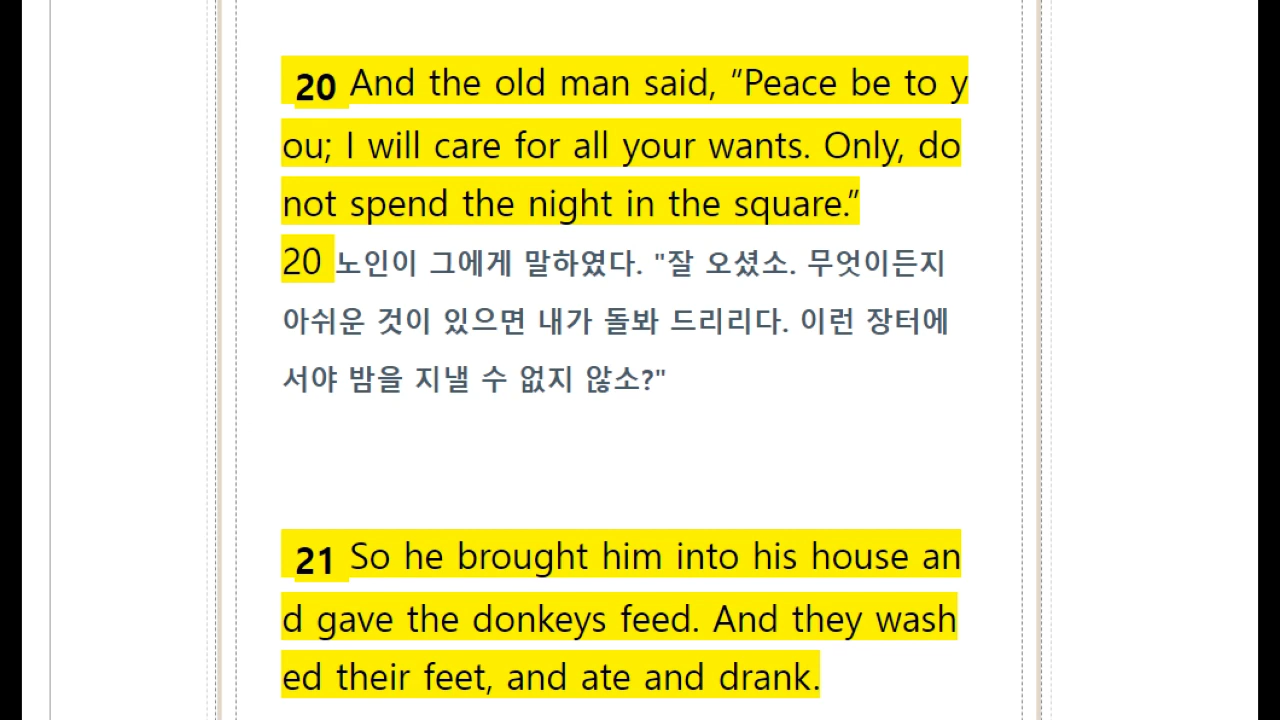 20 And the old man said, “Peace be to y
ou; I will care for all your wants. Only, do
not spend the night in the square.”
20 노인이 그에게 말하였다. "잘 오셨소. 무엇이든지
아쉬운 것이 있으면 내가 돌봐 드리리다. 이런 장터에
서야 밤을 지낼 수 없지 않소?"
21 So he brought him into his house an
d gave the donkeys feed. And they wash
ed their feet, and ate and drank.